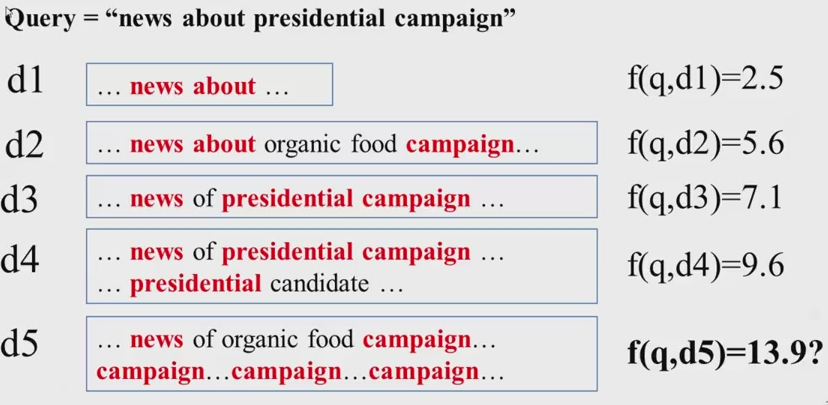 Query = “news about presidential campaign”
d1 … news about … f(q,d1)=2.5
d2 … news about organic food campaign… f(q,d2)=5.6
d3 … news of presidential campaign … f(q,d3)=7.1
d4 … news of presidential campaign … f(q,d4)=9.6
… presidential candidate …
d5 … news of organic food campaign… f(q,d5)=13.9?
campaign…campaign…campaign…